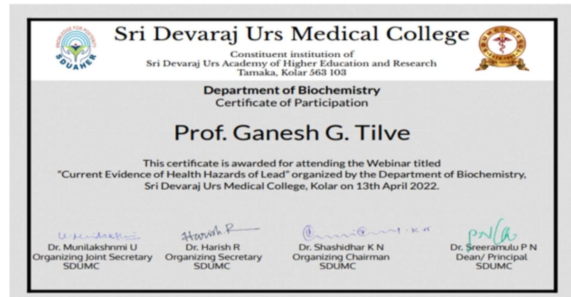 Sri Devaraj Urs Medical College
Constituent institution of
Sri Devaraj Urs Academy of Higher Education and Research
Tamaka, Kolar 563 103
SDUAHER
Department of Biochemistry
Certificate of Participation
Prof. Ganesh G. Tilve
This certificate is awarded for attending the Webinar titled
"Current Evidence of Health Hazards of Lead" organized by the Department of Biochemistry,
Sri Devaraj Urs Medical College, Kolar on 13th April 2022.
Harish R
Dr. Munilakshnmi U
Organizing Joint Secretary
SDUMC
Dr. Harish R
Organizing Secretary
SDUMC
Dr. Shashidhar K N
Organizing Chairman
SDUMC
Dr. Sreeramulu P N
Dean/ Principal
SDUMC